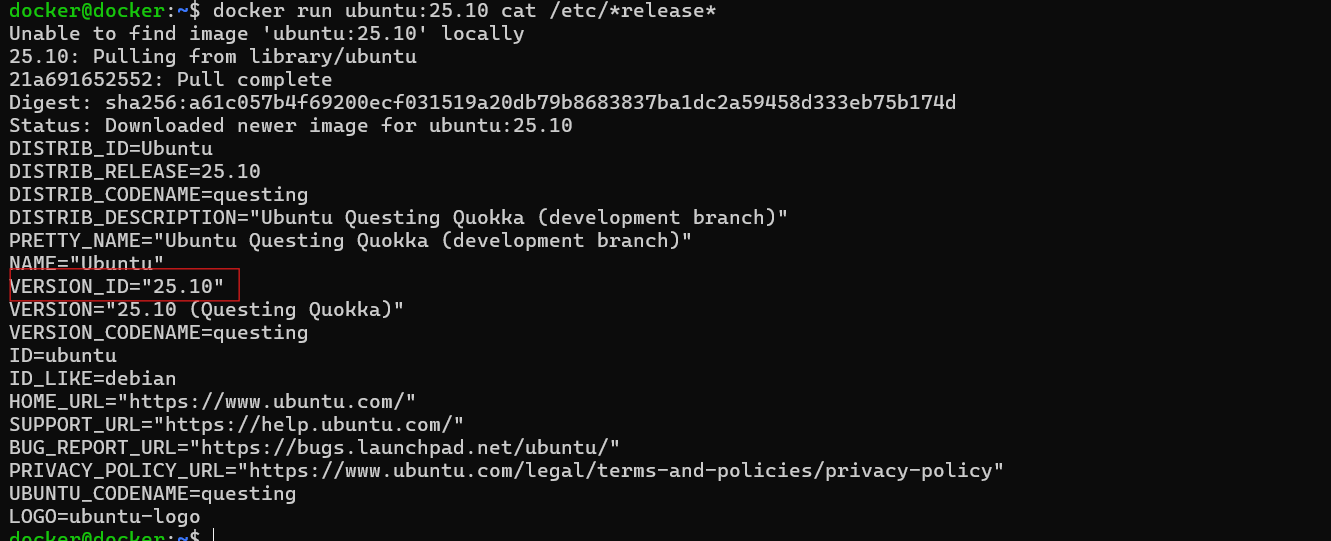 docker@docker:~$ docker run ubuntu:25.10 cat /etc/*release*
Unable to find image 'ubuntu:25.10' locally
25.10: Pulling from library/ubuntu
21a691652552: Pull complete
Digest: sha256:a61c057b4f69200ecf031519a20db79b8683837ba1dc2a59458d333eb75b174d
Status: Downloaded newer image for ubuntu:25.10
DISTRIB_ID=Ubuntu
DISTRIB_RELEASE=25.10
DISTRIB_CODENAME=questing
DISTRIB_DESCRIPTION="Ubuntu Questing Quokka (development branch)"
PRETTY_NAME="Ubuntu Questing Quokka (development branch)"
NAME="Ubuntu"
VERSION_ID="25.10"
VERSION="25.10 (Questing Quokka)"
VERSION_CODENAME=questing
ID=ubuntu
ID_LIKE=debian
HOME_URL="https://www.ubuntu.com/"
SUPPORT_URL="https://help.ubuntu.com/"
BUG_REPORT_URL="https://bugs.launchpad.net/ubuntu/"
PRIVACY_POLICY_URL="https://www.ubuntu.com/legal/terms-and-policies/privacy-policy"
UBUNTU_CODENAME=questing
LOGO=ubuntu-logo
docker@docker:~$